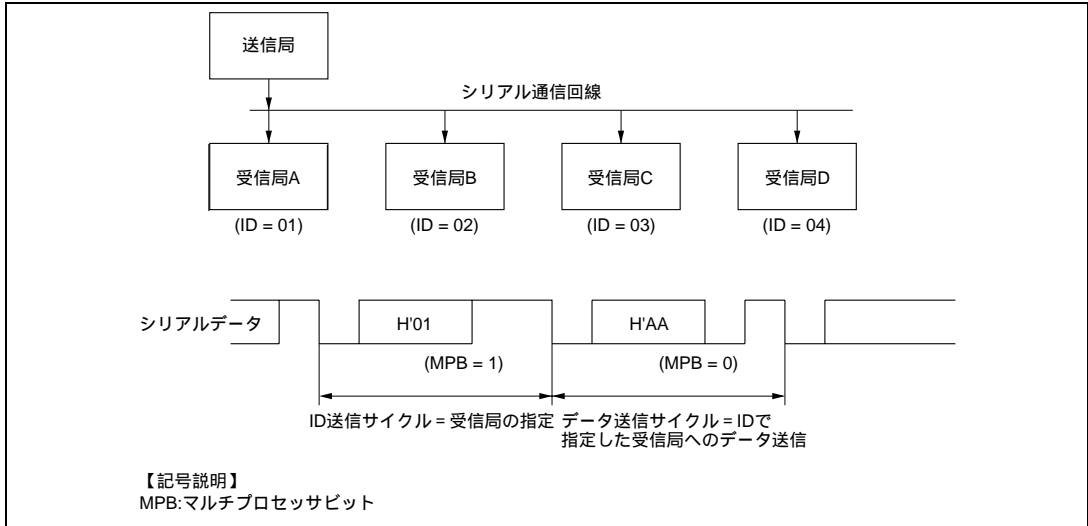 送信局
シリアル通信回線
受信局A
受信局B
受信局C
受信局D
(ID = 01)
(ID = 02)
(ID = 03)
(ID = 04)
シリアルデータ
H'01
H'AA
(MPB = 1)
(MPB = 0)
ID送信サイクル = 受信局の指定
データ送信サイクル = IDで
指定した受信局へのデータ送信
【記号説明】
MPB:マルチプロセッサビット